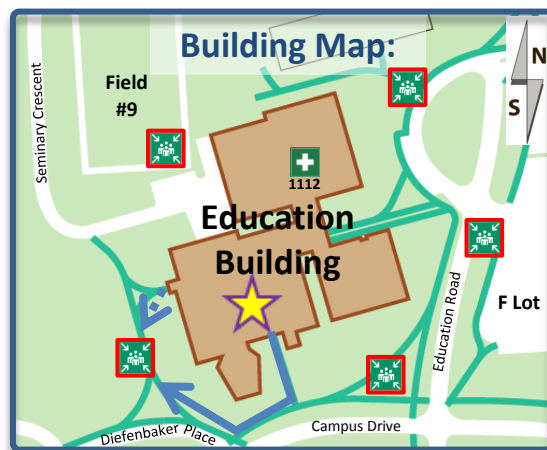 Building Map:
N
S
Field
#9
Seminary Crescent
1112
Education
Building
F Lot
Education Road
Campus Drive
Diefenbaker Place